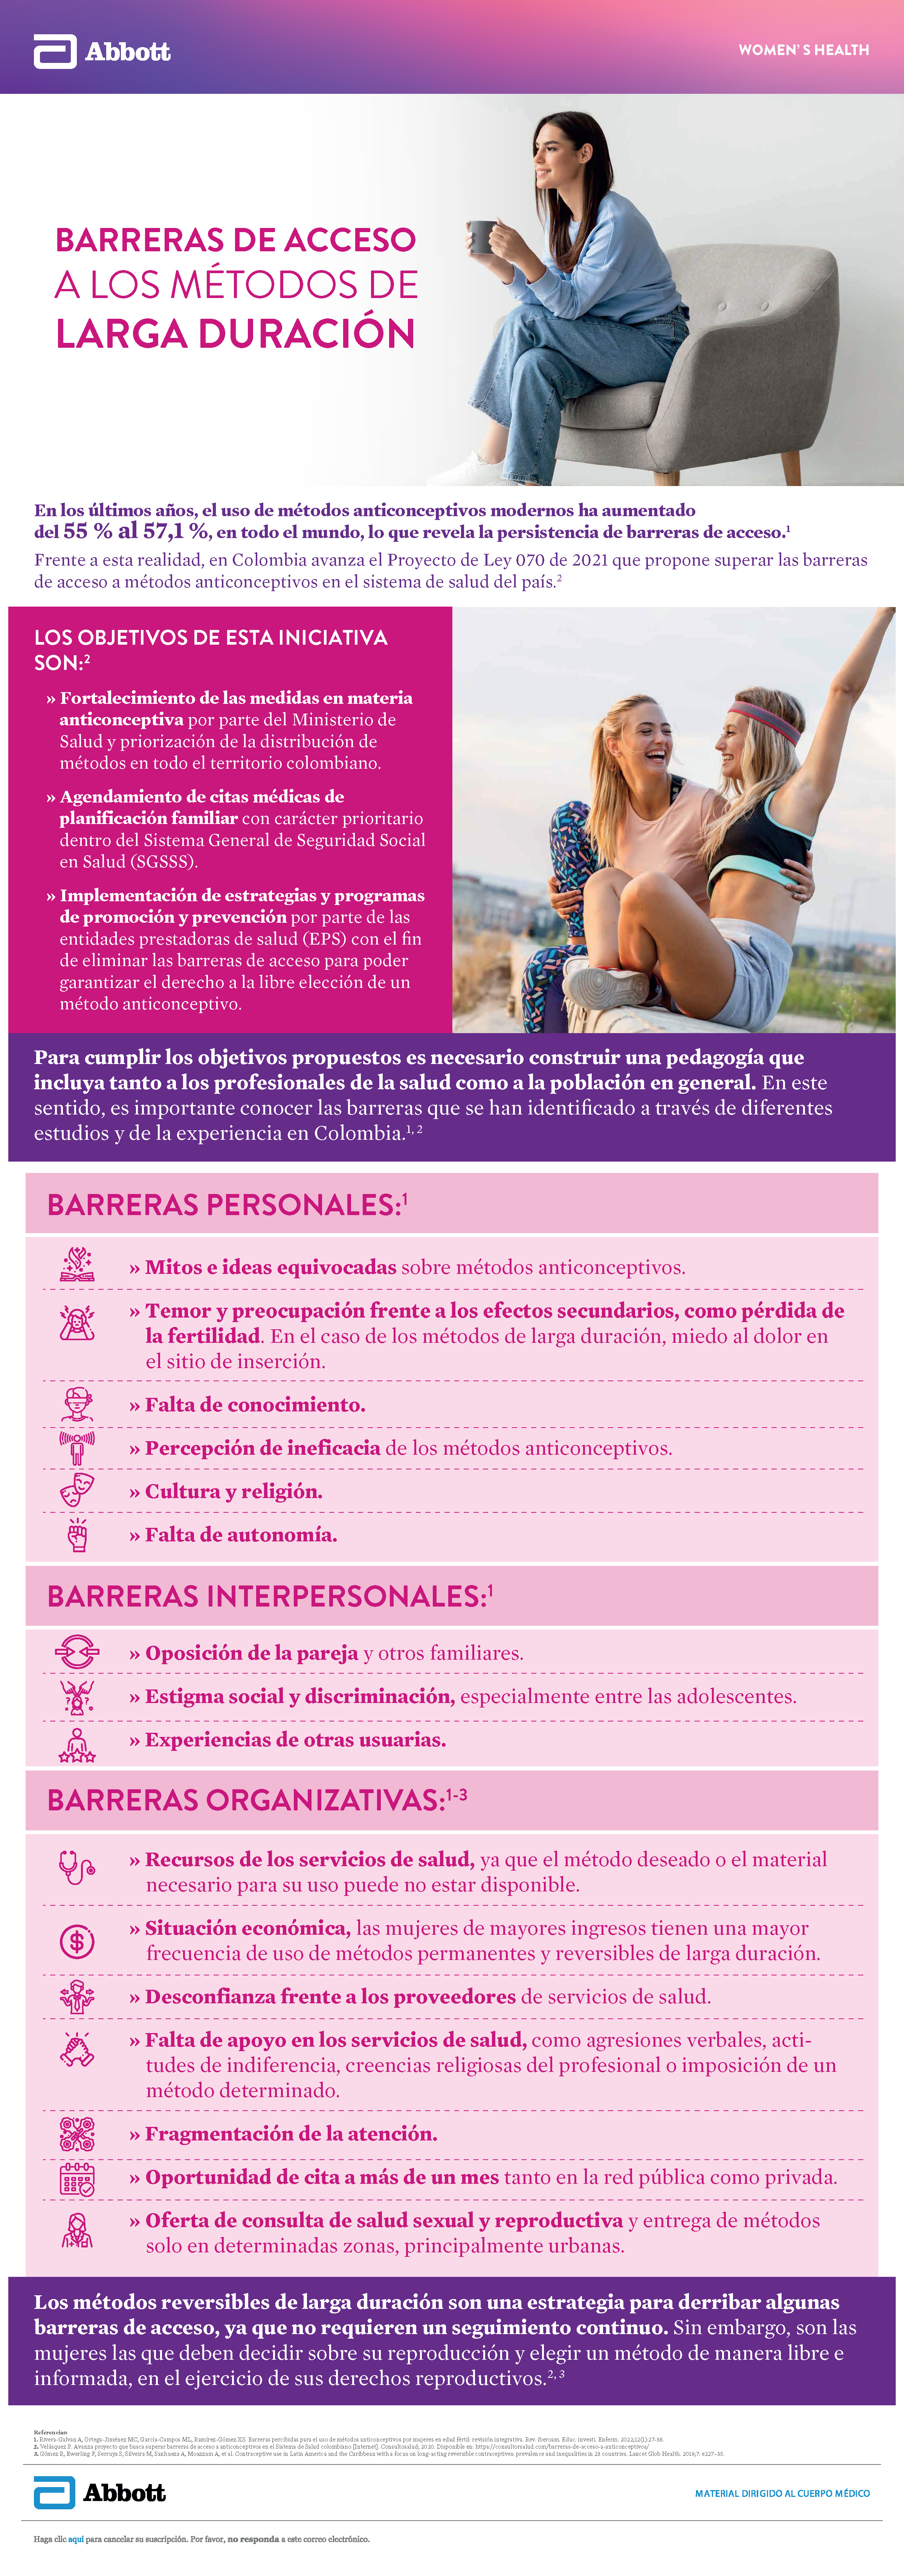 Abbott
WOMEN' S HEALTH
BARRERAS DE ACCESO
A LOS MÉTODOS DE
LARGA DURACIÓN
En los últimos años, el uso de métodos anticonceptivos modernos ha aumentado
del 55 % al 57,1 %, en todo el mundo, lo que revela la persistencia de barreras de acceso.¹
Frente a esta realidad, en Colombia avanza el Proyecto de Ley 070 de 2021 que propone superar las barreras
de acceso a métodos anticonceptivos en el sistema de salud del país.²
LOS OBJETIVOS DE ESTA INICIATIVA
SON:²
» Fortalecimiento de las medidas en materia
anticonceptiva por parte del Ministerio de
Salud y priorización de la distribución de
métodos en todo el territorio colombiano.
» Agendamiento de citas médicas de
planificación familiar con carácter prioritario
dentro del Sistema General de Seguridad Social
en Salud (SGSSS).
» Implementación de estrategias y programas
de promoción y prevención por parte de las
entidades prestadoras de salud (EPS) con el fin
de eliminar las barreras de acceso para poder
garantizar el derecho a la libre elección de un
método anticonceptivo.
Para cumplir los objetivos propuestos es necesario construir una pedagogía que
incluya tanto a los profesionales de la salud como a la población en general. En este
sentido, es importante conocer las barreras que se han identificado a través de diferentes
estudios y de la experiencia en Colombia.¹, ²
BARRERAS PERSONALES:¹
» Mitos e ideas equivocadas sobre métodos anticonceptivos.
» Temor y preocupación frente a los efectos secundarios, como pérdida de
la fertilidad. En el caso de los métodos de larga duración, miedo al dolor en
el sitio de inserción.
» Falta de conocimiento.
» Percepción de ineficacia de los métodos anticonceptivos.
» Cultura y religión.
» Falta de autonomía.
BARRERAS INTERPERSONALES:¹
» Oposición de la pareja y otros familiares.
» Estigma social y discriminación, especialmente entre las adolescentes.
» Experiencias de otras usuarias.
BARRERAS ORGANIZATIVAS:¹⁻³
» Recursos de los servicios de salud, ya que el método deseado o el material
necesario para su uso puede no estar disponible.
» Situación económica, las mujeres de mayores ingresos tienen una mayor
frecuencia de uso de métodos permanentes y reversibles de larga duración.
» Desconfianza frente a los proveedores de servicios de salud.
» Falta de apoyo en los servicios de salud, como agresiones verbales, acti-
tudes de indiferencia, creencias religiosas del profesional o imposición de un
método determinado.
» Fragmentación de la atención.
» Oportunidad de cita a más de un mes tanto en la red pública como privada.
» Oferta de consulta de salud sexual y reproductiva y entrega de métodos
solo en determinadas zonas, principalmente urbanas.
Los métodos reversibles de larga duración son una estrategia para derribar algunas
barreras de acceso, ya que no requieren un seguimiento continuo. Sin embargo, son las
mujeres las que deben decidir sobre su reproducción y elegir un método de manera libre e
informada, en el ejercicio de sus derechos reproductivos.²,³
Referencias:
1. Rivera-Galván A, Ortega-Jiménez MC, García-Campos ML, Ramírez-Gómez XS. Barreras percibidas para el uso de métodos anticonceptivos por mujeres en edad fértil: revisión integrativa. Rev. Iberoam. Educ. investi. Enferm. 2022;12(1):27-38.
2. Velásquez P. Avanza proyecto que busca superar barreras de acceso a anticonceptivos en el Sistema de Salud colombiano [Internet]. Consultorsalud; 2020. Disponible en: https://consultorsalud.com/barreras-de-acceso-a-anticonceptivos/
3. Gómez R, Ewerling F, Serruya S, Silveira M, Sanhueza A, Moazzam A, et al. Contraceptive use in Latin America and the Caribbean with a focus on long-acting reversible contraceptives: prevalence and inequalities in 23 countries. Lancet Glob Health. 2019;7: e227–35.
Abbott
MATERIAL DIRIGIDO AL CUERPO MÉDICO
Haga clic aquí para cancelar su suscripción. Por favor, no responda a este correo electrónico.